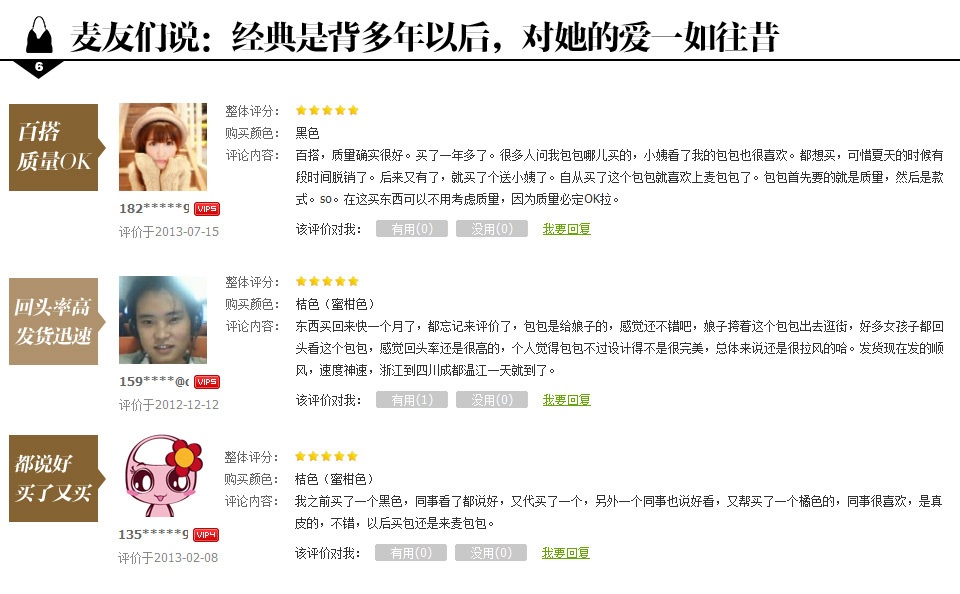 麦友们说：经典是背多年以后，对她的爱一如往昔
6
百搭
质量OK
182*****9 VIP5
评价于2013-07-15
整体评分：
购买颜色： 黑色
评论内容： 百搭，质量确实很好。买了一年多了。很多人问我包包哪儿买的，小姨看了我的包包也很喜欢。都想买，可惜夏天的时候有
段时间脱销了。后来又有了，就买了个送小姨了。自从买了这个包包就喜欢上麦包包了。包包首先要的就是质量，然后是款
式。so。在这买东西可以不用考虑质量，因为质量必定OK拉。
该评价对我： 有用(0) 没用(0) 我要回复
回头率高
发货迅速
159****@c VIP5
评价于2012-12-12
整体评分：
购买颜色： 桔色（蜜柑色）
评论内容： 东西买回来快一个月了，都忘记来评价了，包包是给娘子的，感觉还不错吧，娘子挎着这个包包出去逛街，好多女孩子都回
头看这个包包，感觉回头率还是很高的，个人觉得包包不过设计得不是很完美，总体来说还是很拉风的哈。发货现在发的顺
风，速度神速，浙江到四川成都温江一天就到了。
该评价对我： 有用(1) 没用(0) 我要回复
都说好
买了又买
135*****9 VIP4
评价于2013-02-08
整体评分：
购买颜色： 桔色（蜜柑色）
评论内容： 我之前买了一个黑色，同事看了都说好，又代买了一个，另外一个同事也说好看，又帮买了一个橘色的，同事很喜欢，是真
皮的，不错，以后买包还是来麦包包。
该评价对我： 有用(0) 没用(0) 我要回复